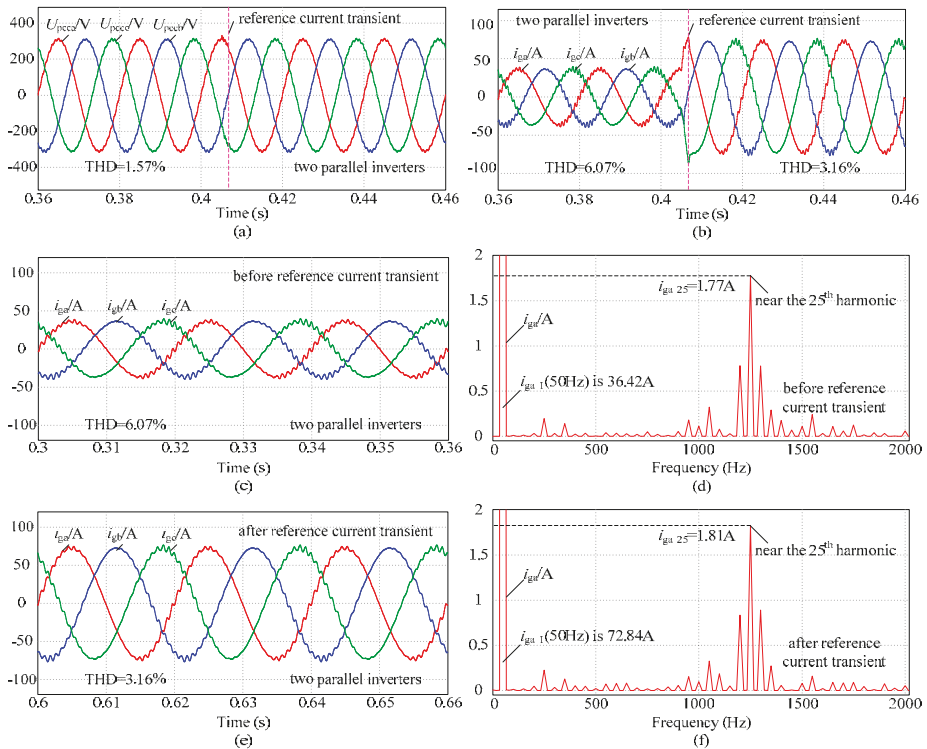 400
200
0
-200
-400
U_pcca/V U_pccc/V U_pccb/V
reference current transient
THD=1.57%
two parallel inverters
0.36 0.38 0.4 0.42 0.44 0.46
Time (s)
(a)
100
50
0
-50
-100
two parallel inverters
reference current transient
i_ga/A i_gc/A i_gb/A
THD=6.07%
THD=3.16%
0.36 0.38 0.4 0.42 0.44 0.46
Time (s)
(b)
100
50
0
-50
-100
before reference current transient
i_ga/A i_gb/A i_gc/A
THD=6.07%
two parallel inverters
0.3 0.31 0.32 0.33 0.34 0.35 0.36
Time (s)
(c)
2
1.5
1
0.5
0
i_ga 25=1.77A
near the 25th harmonic
i_ga/A
i_ga 1(50Hz) is 36.42A
before reference
current transient
0 500 1000 1500 2000
Frequency (Hz)
(d)
100
50
0
-50
-100
i_ga/A i_gb/A i_gc/A
after reference current transient
THD=3.16%
two parallel inverters
0.6 0.61 0.62 0.63 0.64 0.65 0.66
Time (s)
(e)
2
1.5
1
0.5
0
i_ga 25=1.81A
near the 25th harmonic
i_ga/A
i_ga 1(50Hz) is 72.84A
after reference
current transient
0 500 1000 1500 2000
Frequency (Hz)
(f)